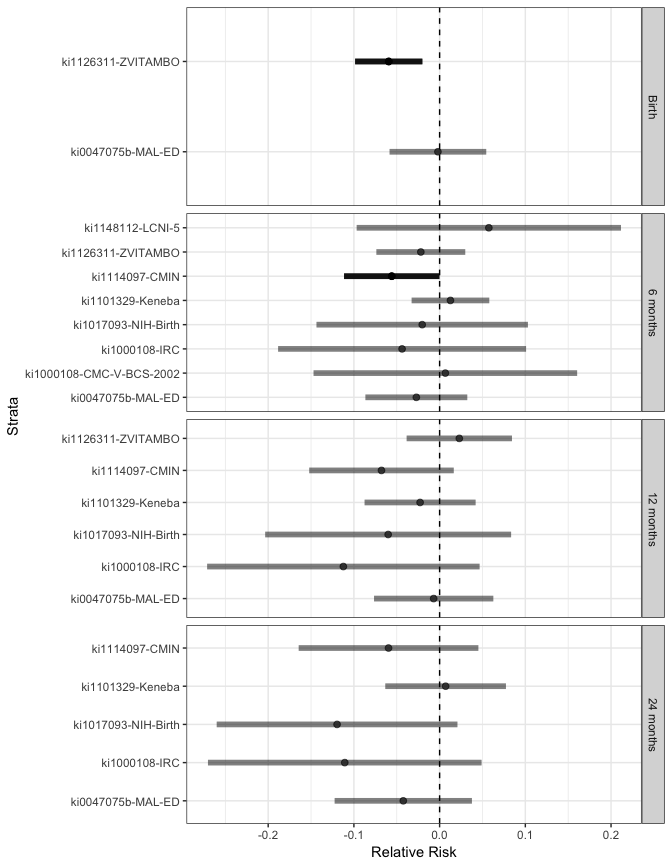 Strata
ki1126311-ZVITAMBO
ki0047075b-MAL-ED
Birth
ki1148112-LCNI-5
ki1126311-ZVITAMBO
ki1114097-CMIN
ki1101329-Keneba
ki1017093-NIH-Birth
ki1000108-IRC
ki1000108-CMC-V-BCS-2002
ki0047075b-MAL-ED
6 months
ki1126311-ZVITAMBO
ki1114097-CMIN
ki1101329-Keneba
ki1017093-NIH-Birth
ki1000108-IRC
ki0047075b-MAL-ED
12 months
ki1114097-CMIN
ki1101329-Keneba
ki1017093-NIH-Birth
ki1000108-IRC
ki0047075b-MAL-ED
24 months
-0.2 -0.1 0.0 0.1 0.2
Relative Risk